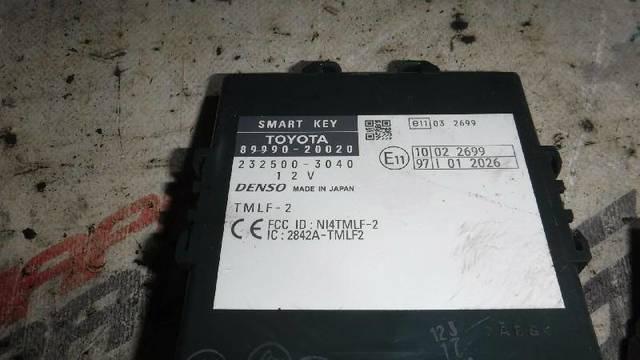 SMART KEY
TOYOTA
89990-20020
232500-3040
12V
DENSO MADE IN JAPAN
TMLF-2
CE FCC ID : NI4TMLF-2
IC : 2842A-TMLF2
e11 03 2699
E11 10 02 2699
97 I 01 2026